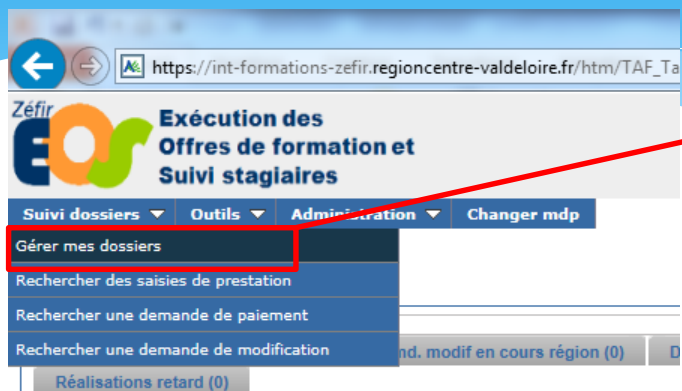 https://int-formations-zefir.regioncentre-valdeloire.fr/htm/TAF_Ta
Zéfir
EOS
Exécution des
Offres de formation et
Suivi stagiaires
Suivi dossiers Outils Administration Changer mdp
Gérer mes dossiers
Rechercher des saisies de prestation
Rechercher une demande de paiement
Rechercher une demande de modification
nd. modif en cours région (0) D
Réalisations retard (0)